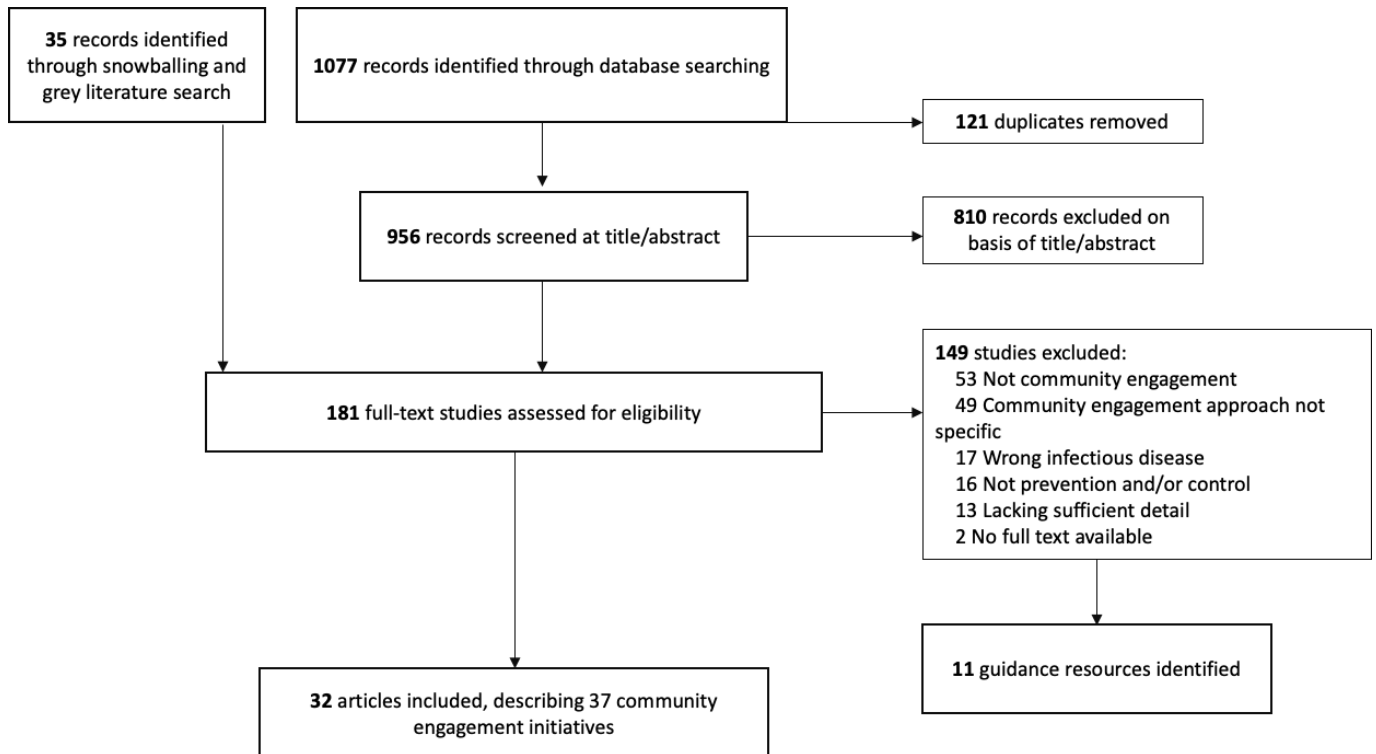 35 records identified
through snowballing and
grey literature search
1077 records identified through database searching
121 duplicates removed
956 records screened at title/abstract
810 records excluded on
basis of title/abstract
181 full-text studies assessed for eligibility
149 studies excluded:
53 Not community engagement
49 Community engagement approach not
specific
17 Wrong infectious disease
16 Not prevention and/or control
13 Lacking sufficient detail
2 No full text available
11 guidance resources identified
32 articles included, describing 37 community
engagement initiatives